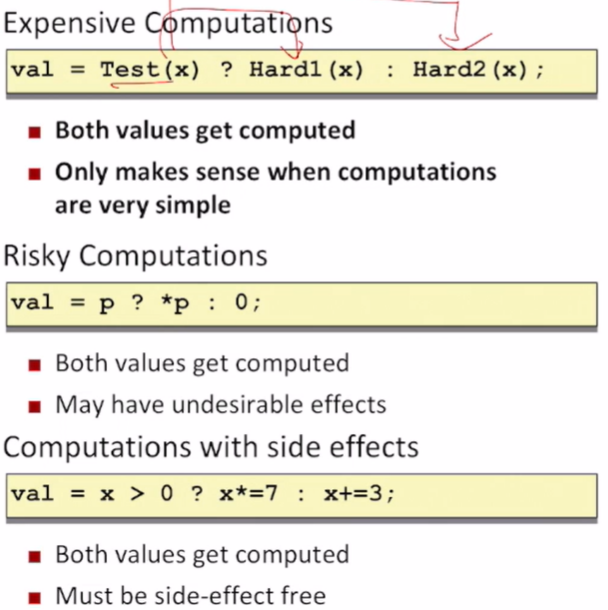 Expensive Computations
val = Test(x) ? Hard1(x) : Hard2(x);
Both values get computed
Only makes sense when computations
are very simple
Risky Computations
val = p ? *p : 0;
Both values get computed
May have undesirable effects
Computations with side effects
val = x > 0 ? x*=7 : x+=3;
Both values get computed
Must be side-effect free